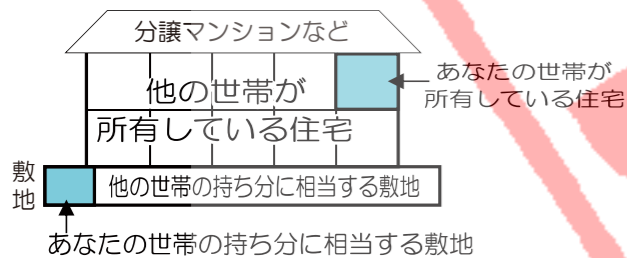 分譲マンションなど
他の世帯が
所有している住宅
あなたの世帯が
所有している住宅
敷地
他の世帯の持ち分に相当する敷地
あなたの世帯の持ち分に相当する敷地